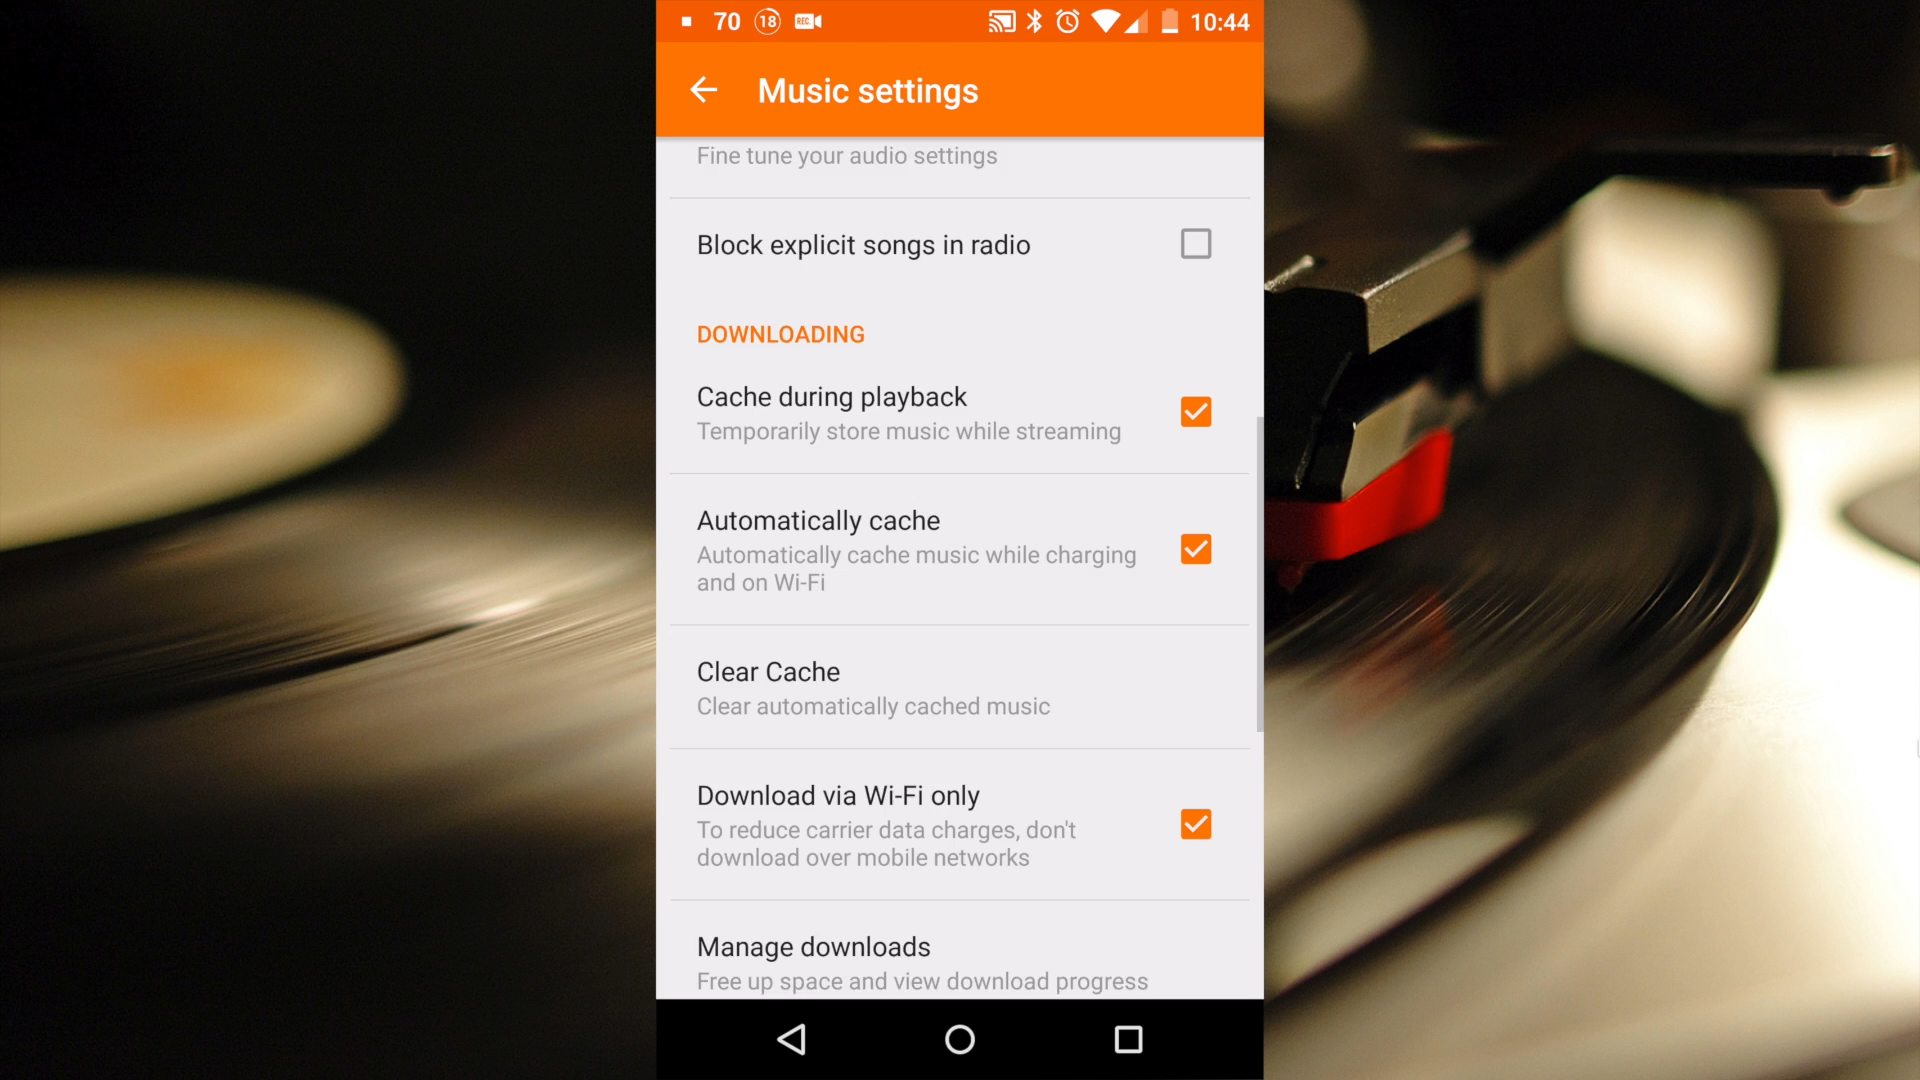 70 18 REC 10:44
Music settings
Fine tune your audio settings
Block explicit songs in radio
DOWNLOADING
Cache during playback
Temporarily store music while streaming
Automatically cache
Automatically cache music while charging
and on Wi-Fi
Clear Cache
Clear automatically cached music
Download via Wi-Fi only
To reduce carrier data charges, don't
download over mobile networks
Manage downloads
Free up space and view download progress